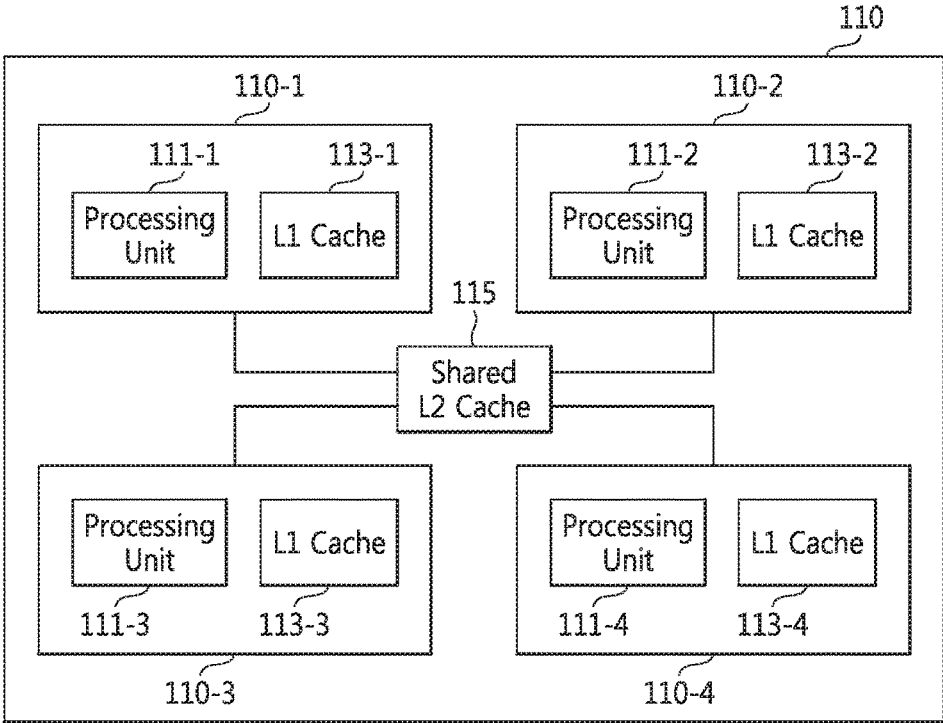 110
110-1
110-2
111-1
113-1
111-2
113-2
Processing
Unit
L1 Cache
Processing
Unit
L1 Cache
115
Shared
L2 Cache
Processing
Unit
L1 Cache
Processing
Unit
L1 Cache
111-3
113-3
111-4
113-4
110-3
110-4